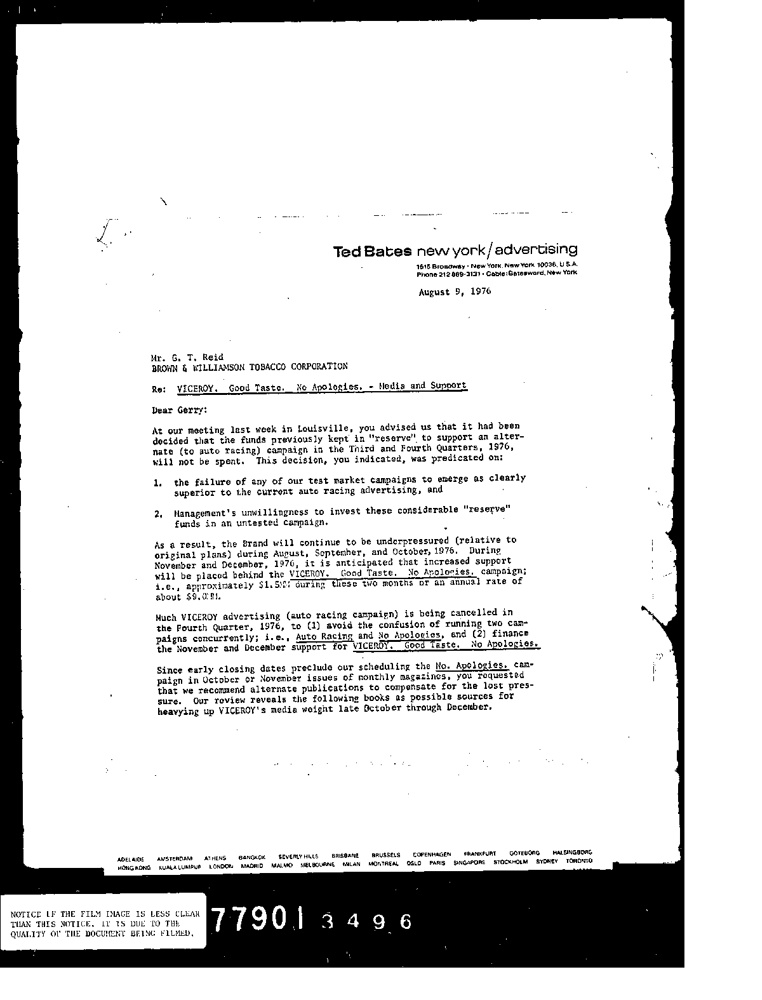 Ted Bates new york/advertising
1515 Broadway • New York, New York 10036, U.S.A.
Phone 212 889-3131 • Cable: Batesword, New York
August 9, 1976
Mr. G. T. Reid
BROWN & WILLIAMSON TOBACCO CORPORATION
Re: VICEROY. Good Taste. No Apologies. - Media and Support
Dear Gerry:
At our meeting last week in Louisville, you advised us that it had been
decided that the funds previously kept in "reserve" to support an alter-
nate (to auto racing) campaign in the Third and Fourth Quarters, 1976,
will not be spent. This decision, you indicated, was predicated on:
1. the failure of any of our test market campaigns to emerge as clearly
superior to the current auto racing advertising, and
2. Management's unwillingness to invest these considerable "reserve"
funds in an untested campaign.
As a result, the Brand will continue to be underpressured (relative to
original plans) during August, September, and October, 1976. During
November and December, 1976, it is anticipated that increased support
will be placed behind the VICEROY. Good Taste. No Apologies. campaign;
i.e., approximately during these two months or an annual rate of
about
Much VICEROY advertising (auto racing campaign) is being cancelled in
the Fourth Quarter, 1976, to (1) avoid the confusion of running two cam-
paigns concurrently; i.e., Auto Racing and No Apologies, and (2) finance
the November and December support for VICEROY. Good Taste. No Apologies.
Since early closing dates preclude our scheduling the No. Apologies. cam-
paign in October or November issues of monthly magazines, you requested
that we recommend alternate publications to compensate for the lost pres-
sure. Our review reveals the following books as possible sources for
heavying up VICEROY's media weight late October through December.
ADELAIDE AMSTERDAM ATHENS BANGKOK BEVERLY HILLS BRISBANE BRUSSELS COPENHAGEN FRANKFURT GOTEBORG HALSINGBORG
HONG KONG KUALA LUMPUR LONDON MADRID MALMO MELBOURNE MILAN MONTREAL OSLO PARIS SINGAPORE STOCKHOLM SYDNEY TORONTO
NOTICE IF THE FILM IMAGE IS LESS CLEAR
THAN THIS NOTICE, IT IS DUE TO THE
QUALITY OF THE DOCUMENT BEING FILMED.
77901 3496